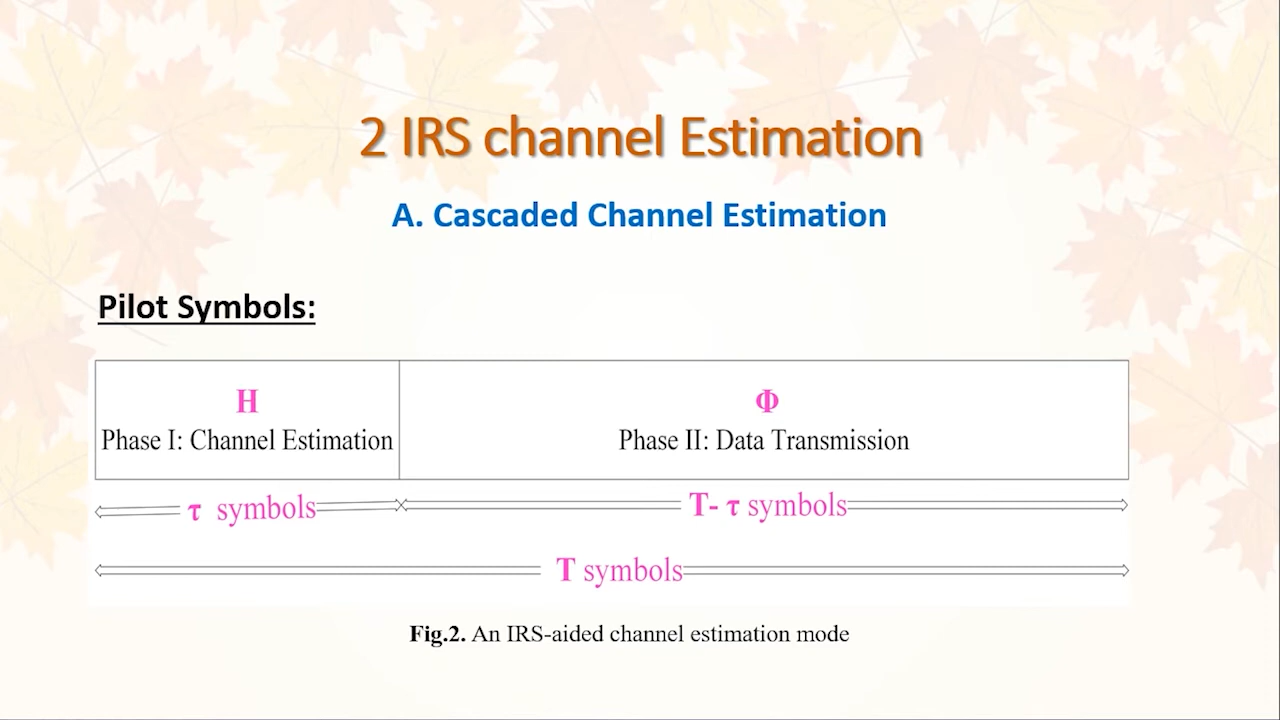 2 IRS channel Estimation
A. Cascaded Channel Estimation
Pilot Symbols:
H
Phase I: Channel Estimation
Φ
Phase II: Data Transmission
τ symbols
T- τ symbols
T symbols
Fig.2. An IRS-aided channel estimation mode